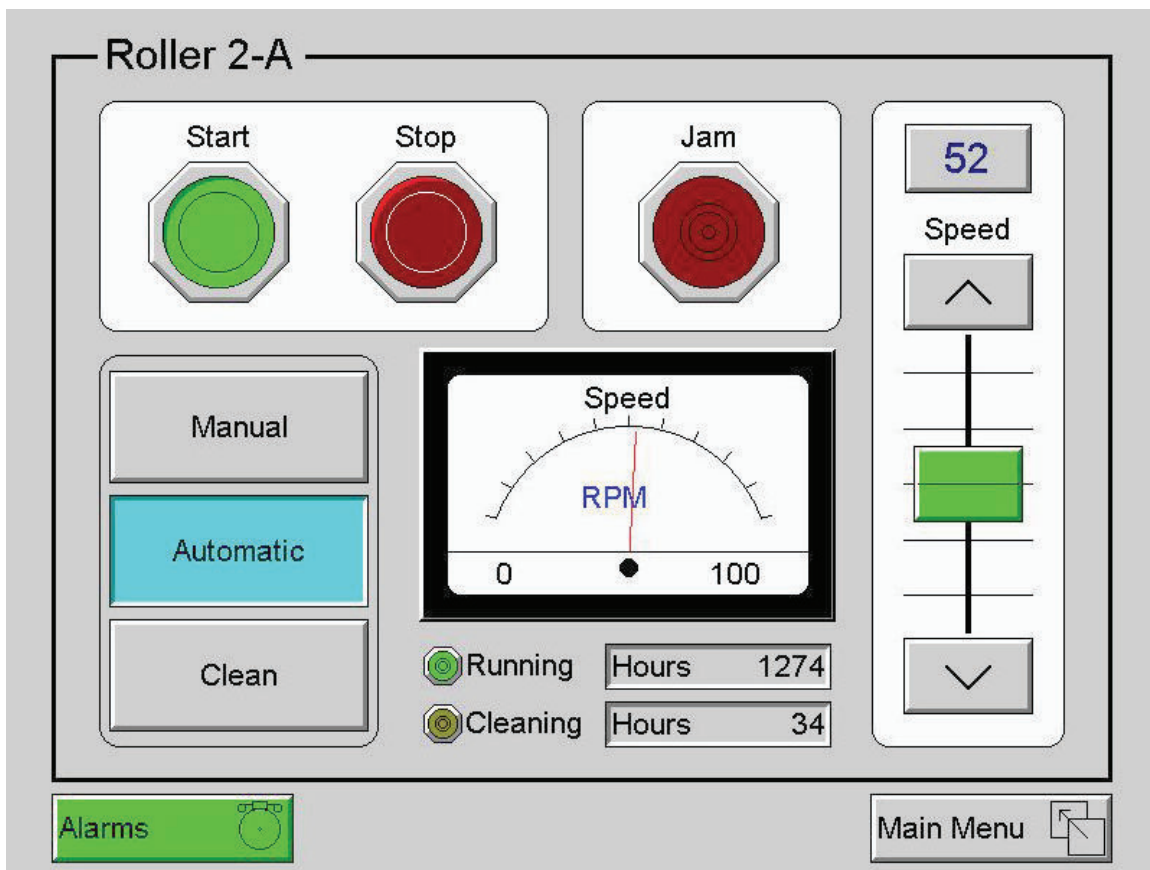 Roller 2-A
Start
Stop
Jam
52
Speed
Manual
Automatic
Clean
Speed
RPM
0
100
Running
Hours 1274
Cleaning
Hours 34
Alarms
Main Menu